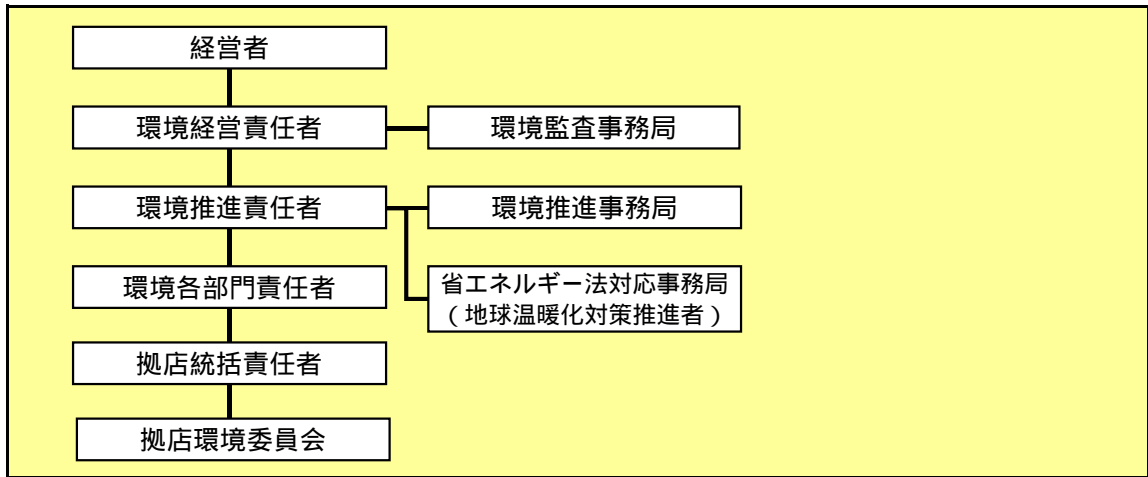 経営者
環境経営責任者
環境監査事務局
環境推進責任者
環境推進事務局
環境各部門責任者
省エネルギー法対応事務局
(地球温暖化対策推進者)
拠店統括責任者
拠店環境委員会